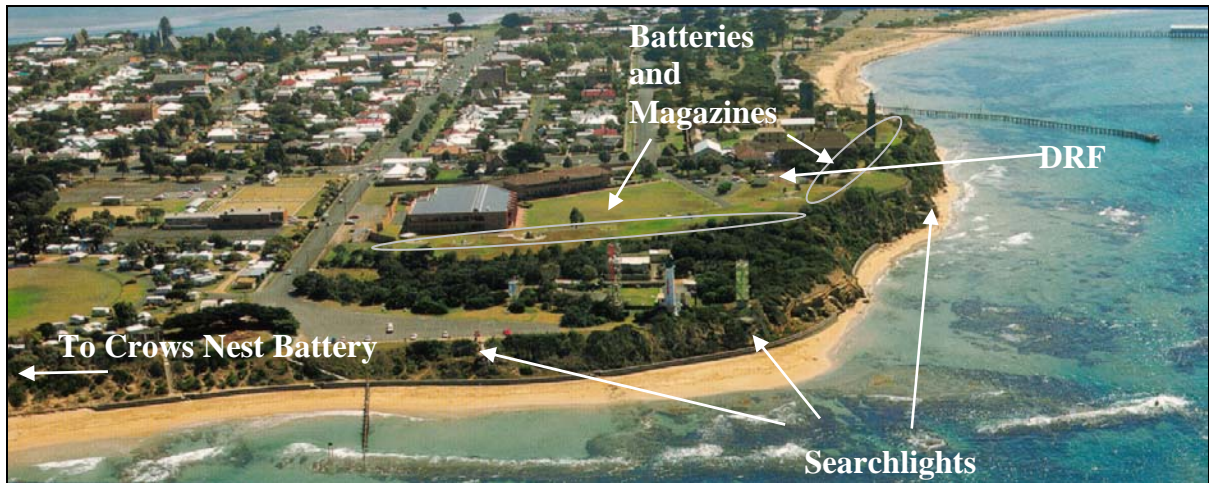 Batteries
and
Magazines
DRF
To Crows Nest Battery
Searchlights